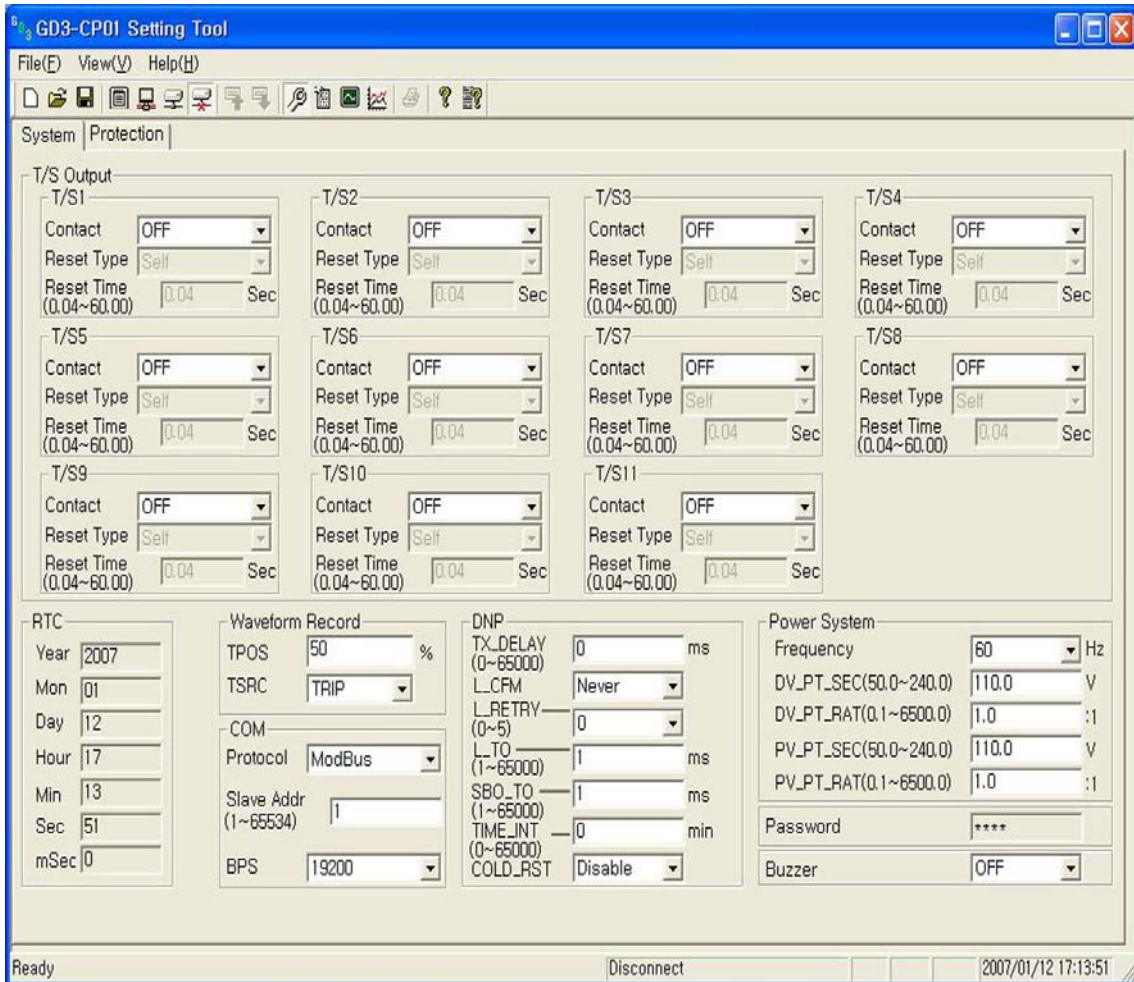 GD3-CP01 Setting Tool
File(F) View(V) Help(H)
System Protection
T/S Output
T/S1 T/S2 T/S3 T/S4
Contact OFF Contact OFF Contact OFF Contact OFF
Reset Type Self Reset Type Self Reset Type Self Reset Type Self
Reset Time 0.04 Sec Reset Time 0.04 Sec Reset Time 0.04 Sec Reset Time 0.04 Sec
(0.04~60.00) (0.04~60.00) (0.04~60.00) (0.04~60.00)
T/S5 T/S6 T/S7 T/S8
Contact OFF Contact OFF Contact OFF Contact OFF
Reset Type Self Reset Type Self Reset Type Self Reset Type Self
Reset Time 0.04 Sec Reset Time 0.04 Sec Reset Time 0.04 Sec Reset Time 0.04 Sec
(0.04~60.00) (0.04~60.00) (0.04~60.00) (0.04~60.00)
T/S9 T/S10 T/S11
Contact OFF Contact OFF Contact OFF
Reset Type Self Reset Type Self Reset Type Self
Reset Time 0.04 Sec Reset Time 0.04 Sec Reset Time 0.04 Sec
(0.04~60.00) (0.04~60.00) (0.04~60.00)
RTC
Year 2007
Mon 01
Day 12
Hour 17
Min 13
Sec 51
mSec 0
Waveform Record
TPOS 50 %
TSRC TRIP
COM
Protocol ModBus
Slave Addr 1
(1~65534)
BPS 19200
DNP
TX_DELAY 0 ms
(0~65000)
L_CFM Never
L_RETRY 0
(0~5)
L_TO 1 ms
(1~65000)
SBO_TO 1 ms
(1~65000)
TIME_INT 0 min
(0~65000)
COLD_RST Disable
Power System
Frequency 60 Hz
DV_PT_SEC(50.0~240.0) 110.0 V
DV_PT_RAT(0.1~6500.0) 1.0 :1
PV_PT_SEC(50.0~240.0) 110.0 V
PV_PT_RAT(0.1~6500.0) 1.0 :1
Password ****
Buzzer OFF
Ready Disconnect 2007/01/12 17:13:51